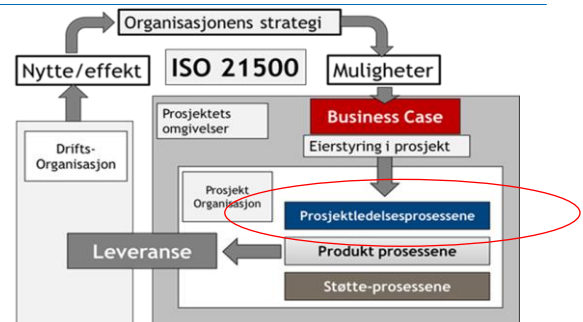 Organisasjonens strategi
Nytte/effekt
ISO 21500
Muligheter
Prosjektets
omgivelser
Business Case
Eierstyring i prosjekt
Drifts-
Organisasjon
Prosjekt
Organisasjon
Prosjektledelsesprosessene
Leveranse
Produkt prosessene
Støtte-prosessene